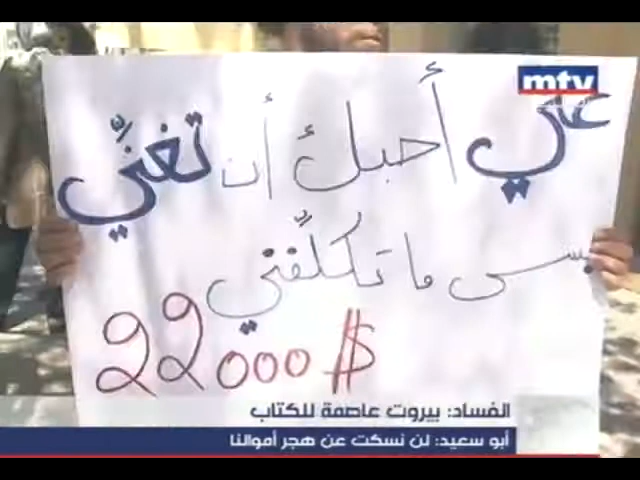 mtv
غني أحبك أن تغنّي
بس ما تكلّفني
22000 $
الفساد: بيروت عاصمة للكتاب
أبو سعيد: لن نسكت عن هجر أموالنا